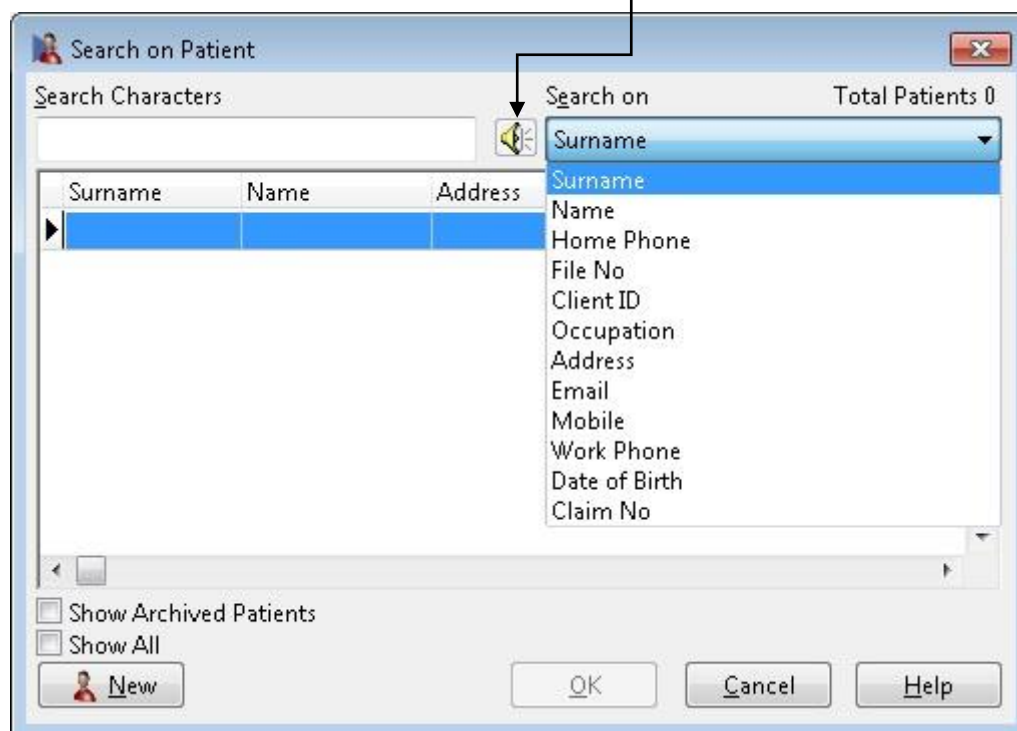 Search on Patient
Search Characters Search on Total Patients 0
Surname
Surname Name Address
Surname
Name
Home Phone
File No
Client ID
Occupation
Address
Email
Mobile
Work Phone
Date of Birth
Claim No
Show Archived Patients
Show All
New OK Cancel Help